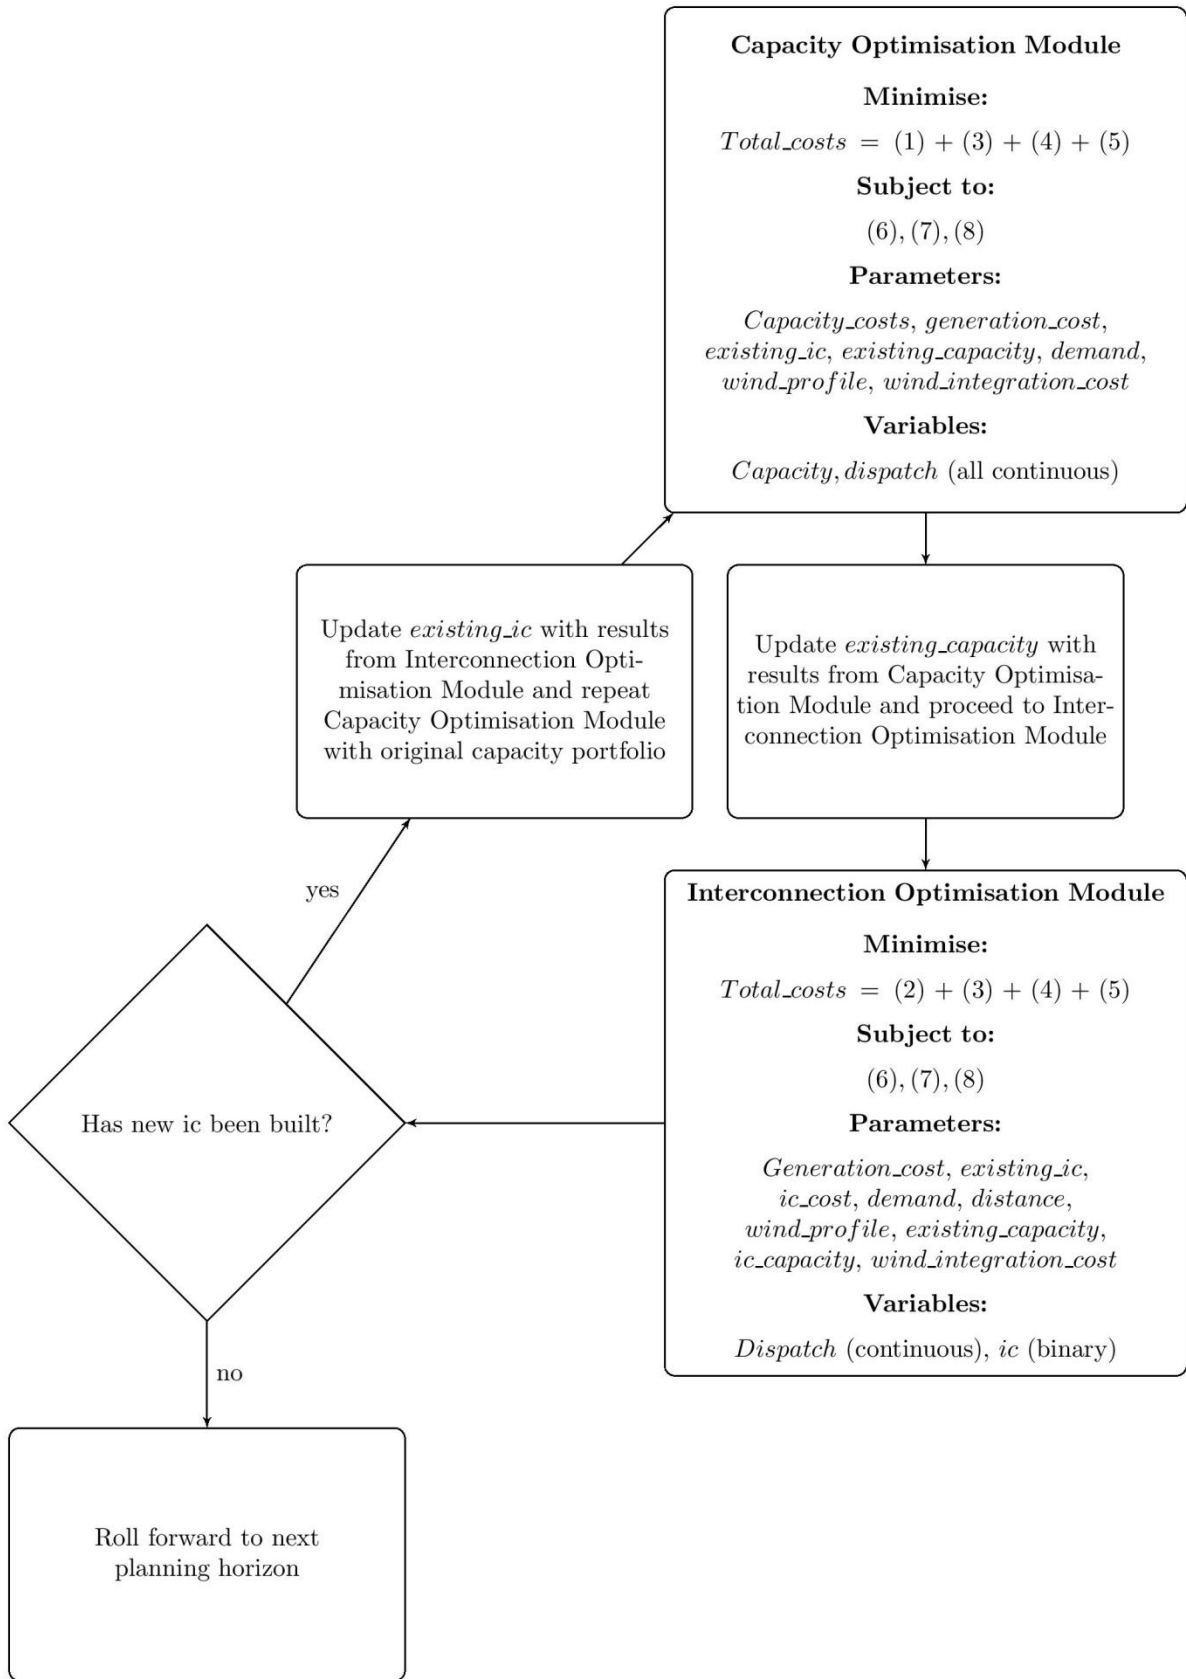 Capacity Optimisation Module
Minimise:
Total_costs = (1) + (3) + (4) + (5)
Subject to:
(6), (7), (8)
Parameters:
Capacity_costs, generation_cost,
existing_ic, existing_capacity, demand,
wind_profile, wind_integration_cost
Variables:
Capacity, dispatch (all continuous)
Update existing_ic with results
from Interconnection Opti-
misation Module and repeat
Capacity Optimisation Module
with original capacity portfolio
Update existing_capacity with
results from Capacity Optimisa-
tion Module and proceed to Inter-
connection Optimisation Module
yes
Interconnection Optimisation Module
Minimise:
Total_costs = (2) + (3) + (4) + (5)
Subject to:
(6), (7), (8)
Parameters:
Generation_cost, existing_ic,
ic_cost, demand, distance,
wind_profile, existing_capacity,
ic_capacity, wind_integration_cost
Variables:
Dispatch (continuous), ic (binary)
Has new ic been built?
no
Roll forward to next
planning horizon